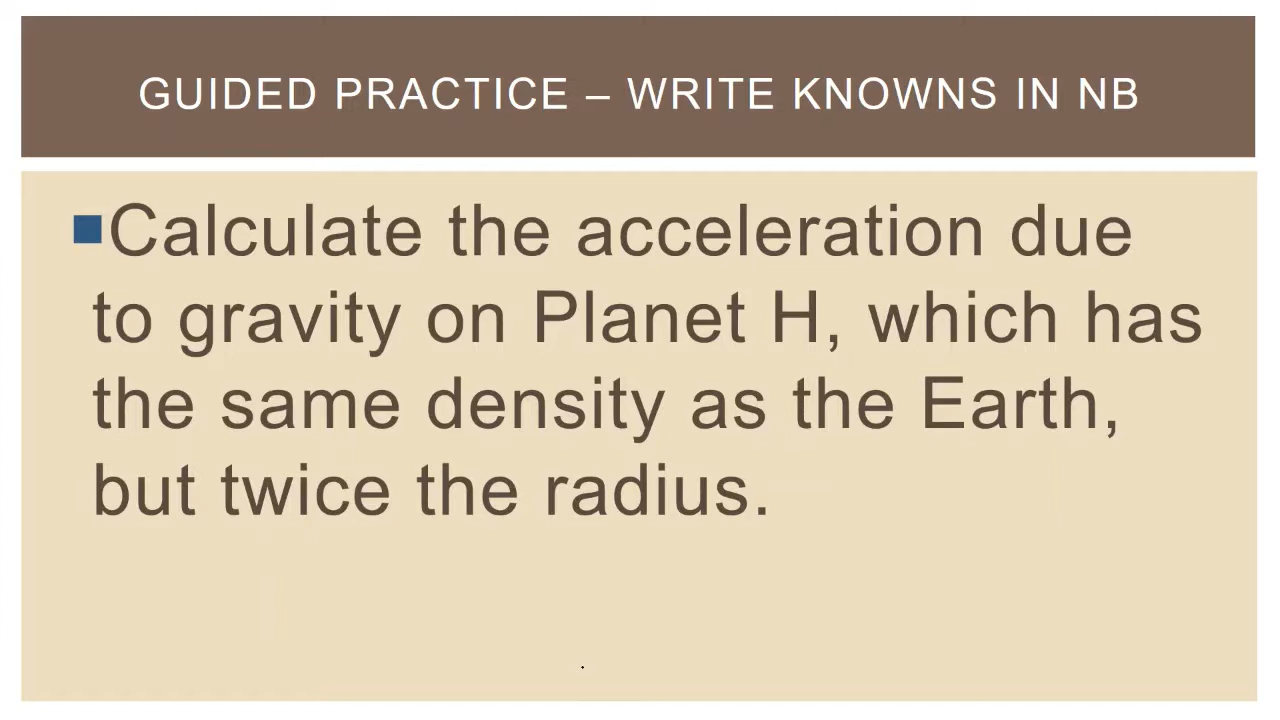 GUIDED PRACTICE – WRITE KNOWNS IN NB
Calculate the acceleration due
to gravity on Planet H, which has
the same density as the Earth,
but twice the radius.